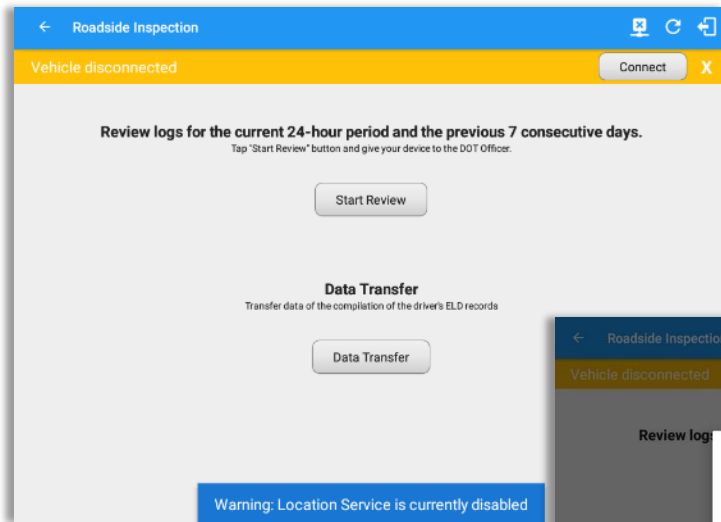 Roadside Inspection
Vehicle disconnected
Connect X
Review logs for the current 24-hour period and the previous 7 consecutive days.
Tap "Start Review" button and give your device to the DOT Officer.
Start Review
Data Transfer
Transfer data of the compilation of the driver's ELD records
Data Transfer
Warning: Location Service is currently disabled
Roadside Inspection
Vehicle disconnected
Review logs